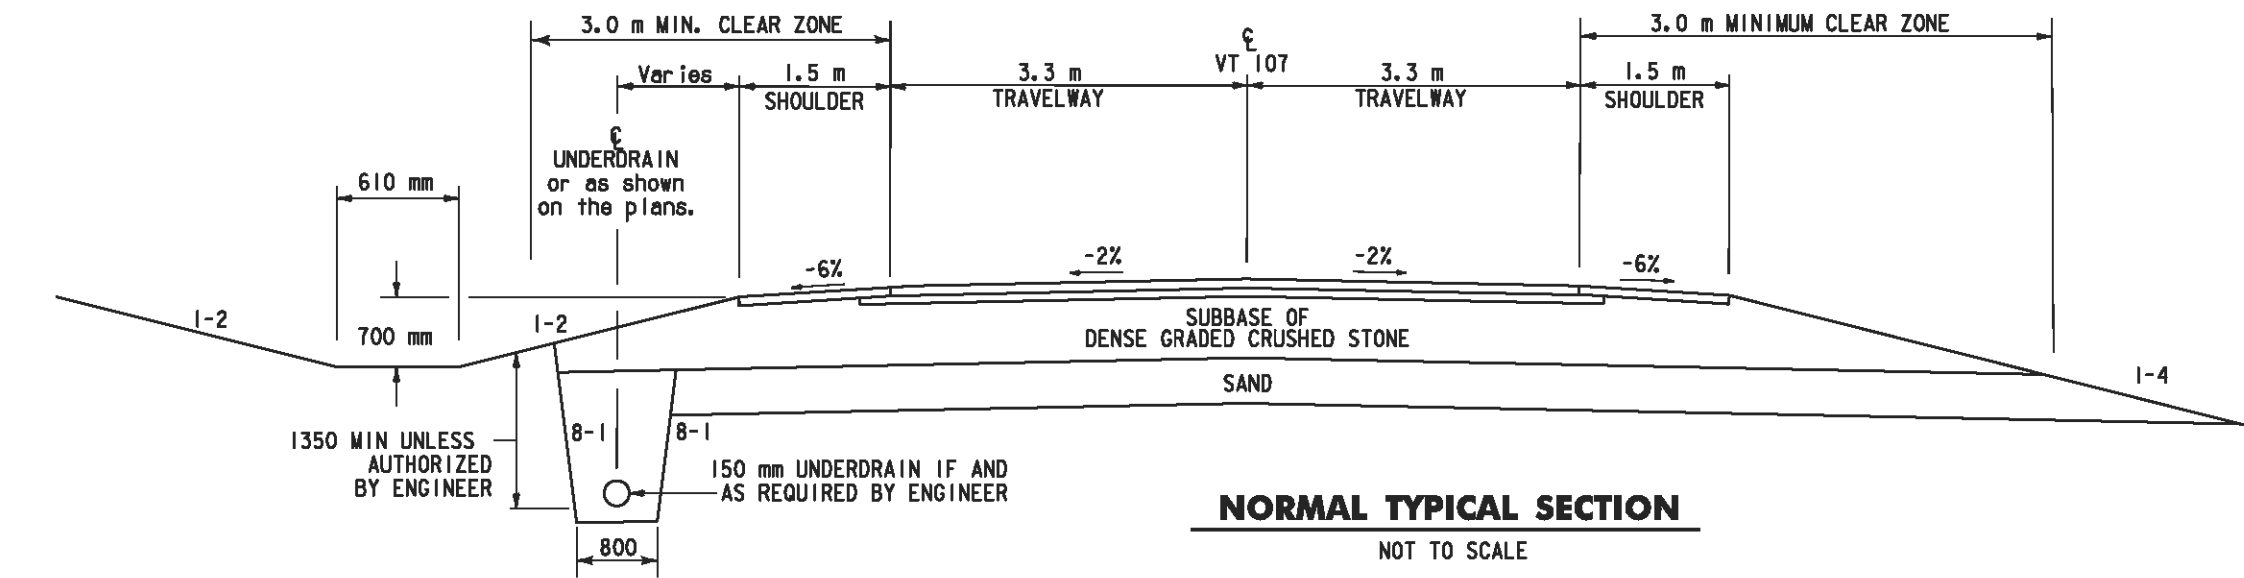 3.0 m MIN. CLEAR ZONE
℄
VT 107
3.0 m MINIMUM CLEAR ZONE
Varies
1.5 m
SHOULDER
3.3 m
TRAVELWAY
3.3 m
TRAVELWAY
1.5 m
SHOULDER
℄
UNDERDRAIN
or as shown
on the plans.
610 mm
-6%
-2%
-2%
-6%
1-2
700 mm
1-2
SUBBASE OF
DENSE GRADED CRUSHED STONE
SAND
1-4
1350 MIN UNLESS
AUTHORIZED
BY ENGINEER
8-1
8-1
150 mm UNDERDRAIN IF AND
AS REQUIRED BY ENGINEER
800
NORMAL TYPICAL SECTION
NOT TO SCALE